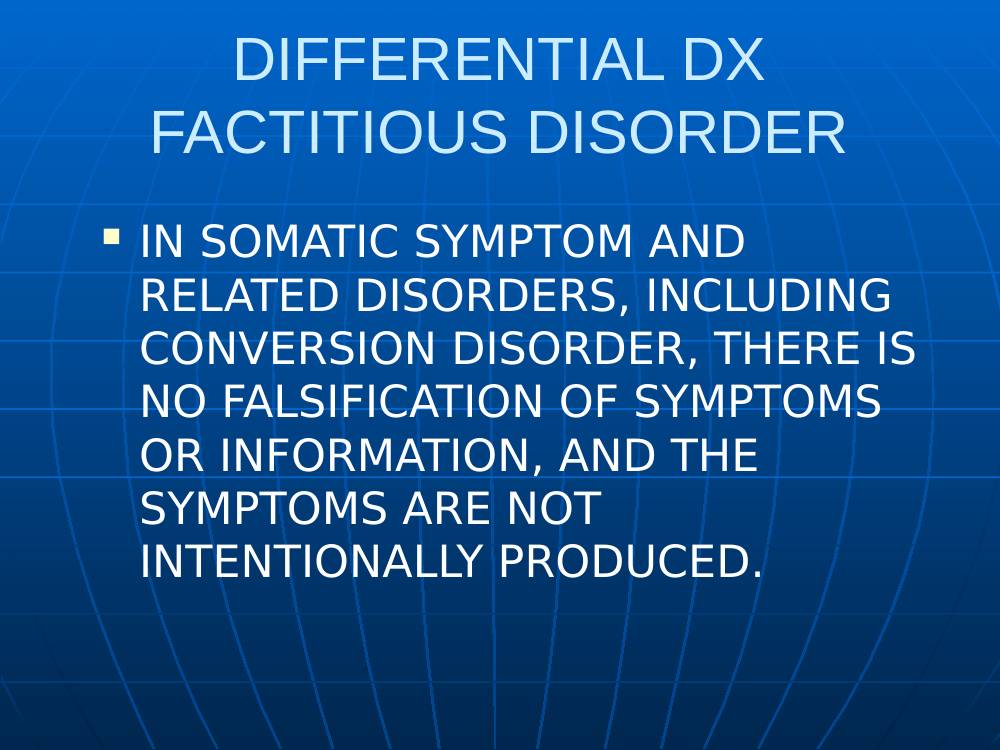 DIFFERENTIAL DX
FACTITIOUS DISORDER
IN SOMATIC SYMPTOM AND
RELATED DISORDERS, INCLUDING
CONVERSION DISORDER, THERE IS
NO FALSIFICATION OF SYMPTOMS
OR INFORMATION, AND THE
SYMPTOMS ARE NOT
INTENTIONALLY PRODUCED.